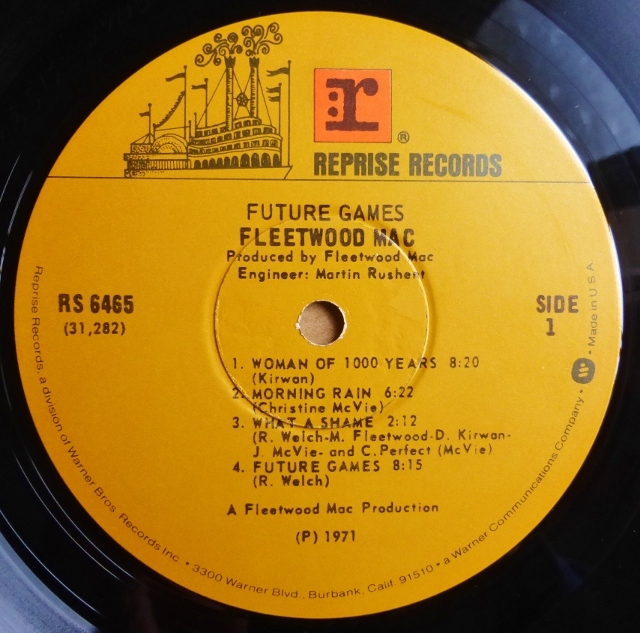 r
®
REPRISE RECORDS
FUTURE GAMES
FLEETWOOD MAC
Produced by Fleetwood Mac
Engineer: Martin Rushent
RS 6465
(31,282)
SIDE
1
1. WOMAN OF 1000 YEARS 8:20
(Kirwan)
2. MORNING RAIN 6:22
(Christine McVie)
3. WHAT A SHAME 2:12
(R. Welch-M. Fleetwood-D. Kirwan-
J. McVie- and C. Perfect (McVie)
4. FUTURE GAMES 8:15
(R. Welch)
A Fleetwood Mac Production
(P) 1971
Reprise Records, a division of Warner Bros. Records Inc. • 3300 Warner Blvd., Burbank, Calif. 91510 • a Warner Communications Company • W • Made in U.S.A.